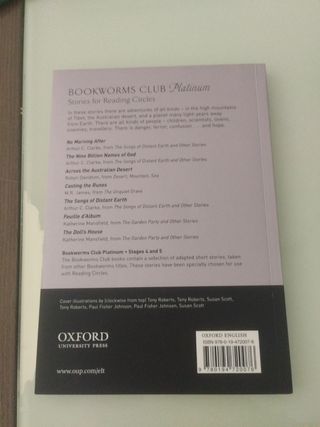 BOOKWORMS CLUB Platinum
Stories for Reading Circles
In these stories there are adventures of all kinds – in the high mountains
of Tibet, the Australian desert, and a planet many light years away
from Earth. There are all kinds of people – children, scientists, lovers,
enemies, travellers. There is danger, terror, confusion . . . and hope.
No Morning After
Arthur C. Clarke, from The Songs of Distant Earth and Other Stories
The Nine Billion Names of God
Arthur C. Clarke, from The Songs of Distant Earth and Other Stories
Across the Australian Desert
Robyn Davidson, from Desert, Mountain, Sea
Casting the Runes
M.R. James, from The Unquiet Grave
The Songs of Distant Earth
Arthur C. Clarke, from The Songs of Distant Earth and Other Stories
Feuille d'Album
Katherine Mansfield, from The Garden Party and Other Stories
The Doll's House
Katherine Mansfield, from The Garden Party and Other Stories
Bookworms Club Platinum • Stages 4 and 5
The Bookworms Club books contain a selection of adapted short stories, taken
from other Bookworms titles. These stories have been specially chosen for use
with Reading Circles.
Cover illustrations by (clockwise from top) Tony Roberts, Tony Roberts, Susan Scott,
Tony Roberts, Paul Fisher Johnson, Paul Fisher Johnson, Susan Scott
OXFORD
UNIVERSITY PRESS
www.oup.com/elt
OXFORD ENGLISH
ISBN 978-0-19-472007-6
9 780194 720076